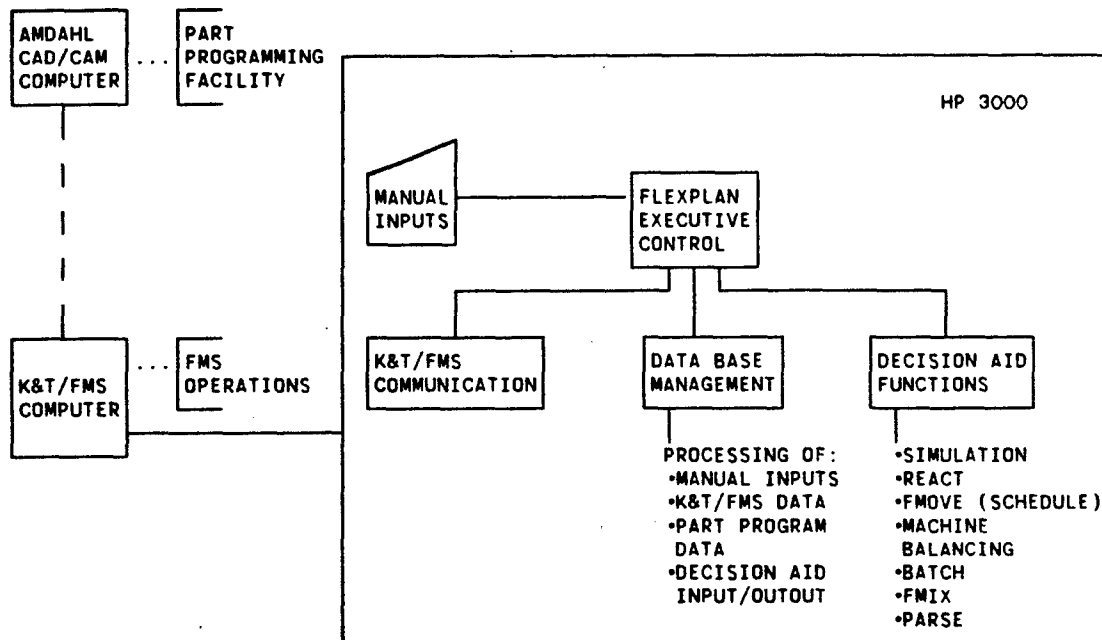 AMDAHL
CAD/CAM
COMPUTER
...
PART
PROGRAMMING
FACILITY
HP 3000
MANUAL
INPUTS
FLEXPLAN
EXECUTIVE
CONTROL
K&T/FMS
COMPUTER
...
FMS
OPERATIONS
K&T/FMS
COMMUNICATION
DATA BASE
MANAGEMENT
DECISION AID
FUNCTIONS
PROCESSING OF:
•MANUAL INPUTS
•K&T/FMS DATA
•PART PROGRAM
DATA
•DECISION AID
INPUT/OUTOUT
•SIMULATION
•REACT
•FMOVE (SCHEDULE)
•MACHINE
BALANCING
•BATCH
•FMIX
•PARSE